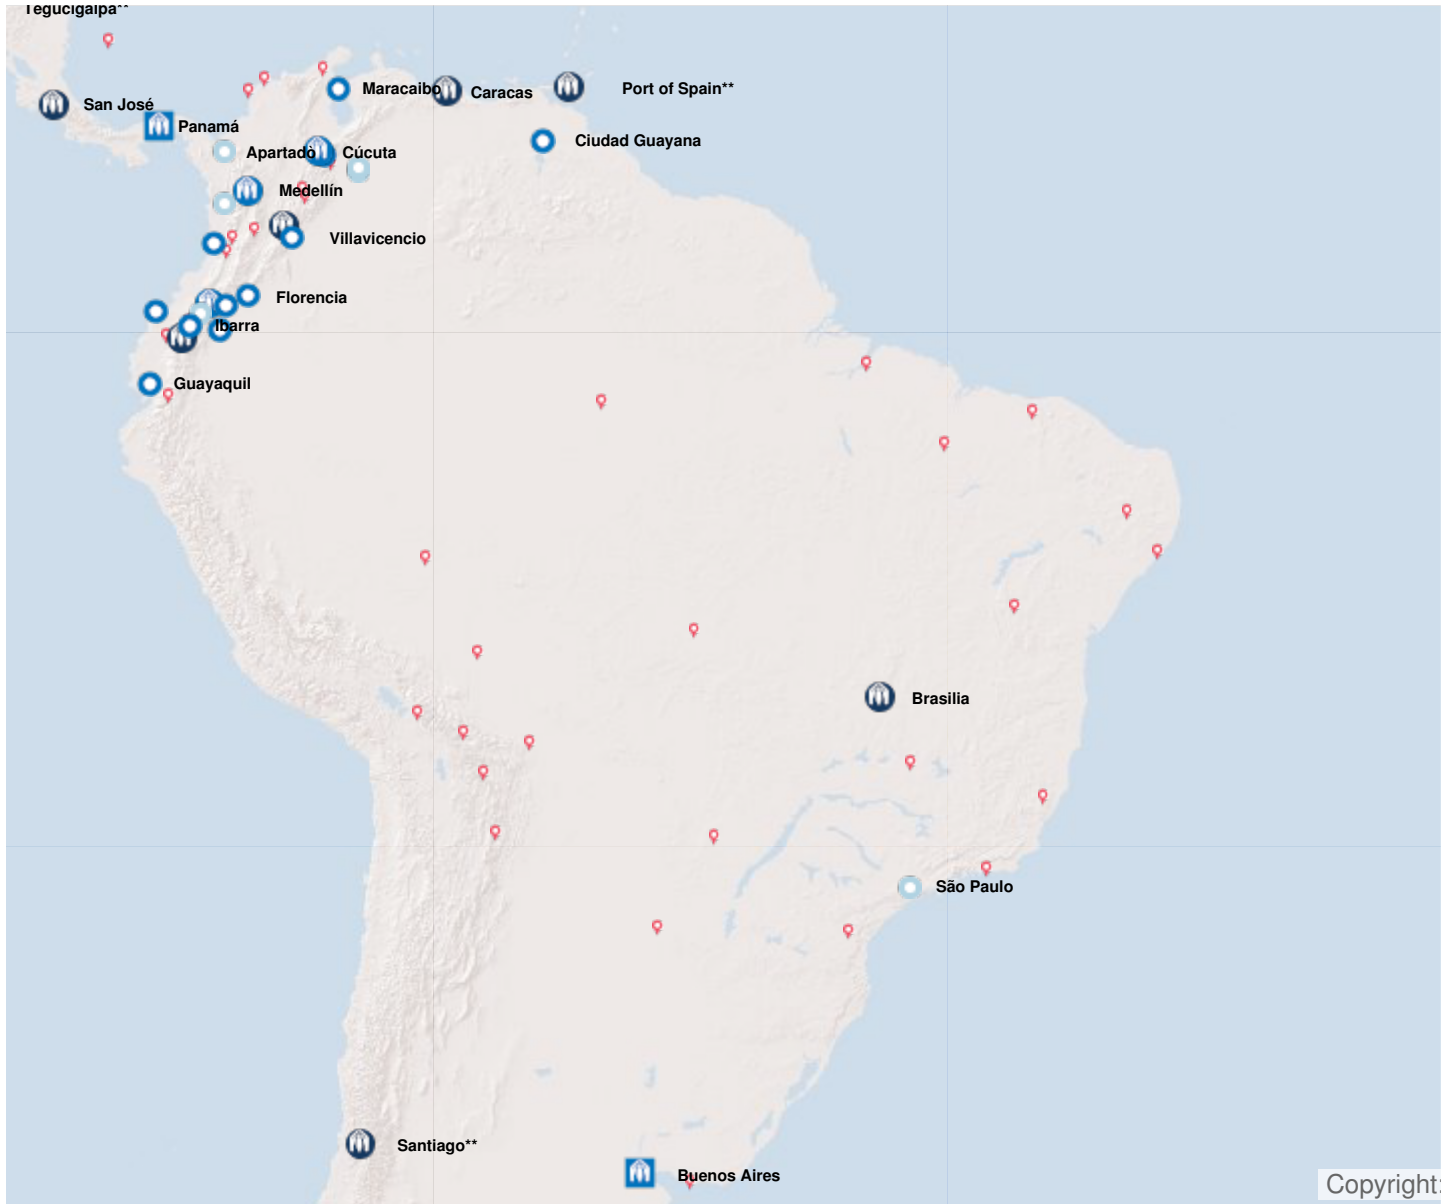 Tegucigalpa**
San José
Panamá
Maracaibo
Caracas
Port of Spain**
Ciudad Guayana
Apartadò
Cúcuta
Medellín
Villavicencio
Florencia
Ibarra
Guayaquil
Brasilia
São Paulo
Santiago**
Buenos Aires
Copyright: